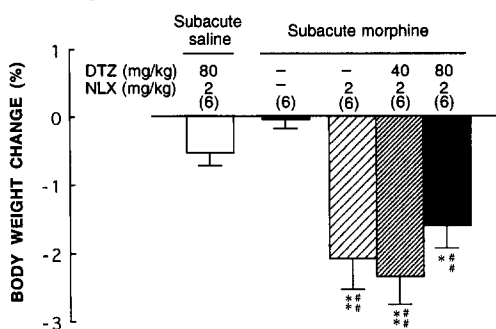 Subacute saline Subacute morphine
DTZ (mg/kg) 80 – – 40 80
NLX (mg/kg) 2 – 2 2 2
(6) (6) (6) (6) (6)
BODY WEIGHT CHANGE (%)
1
0
-1
-2
-3
* # #
* * # #
* * # #